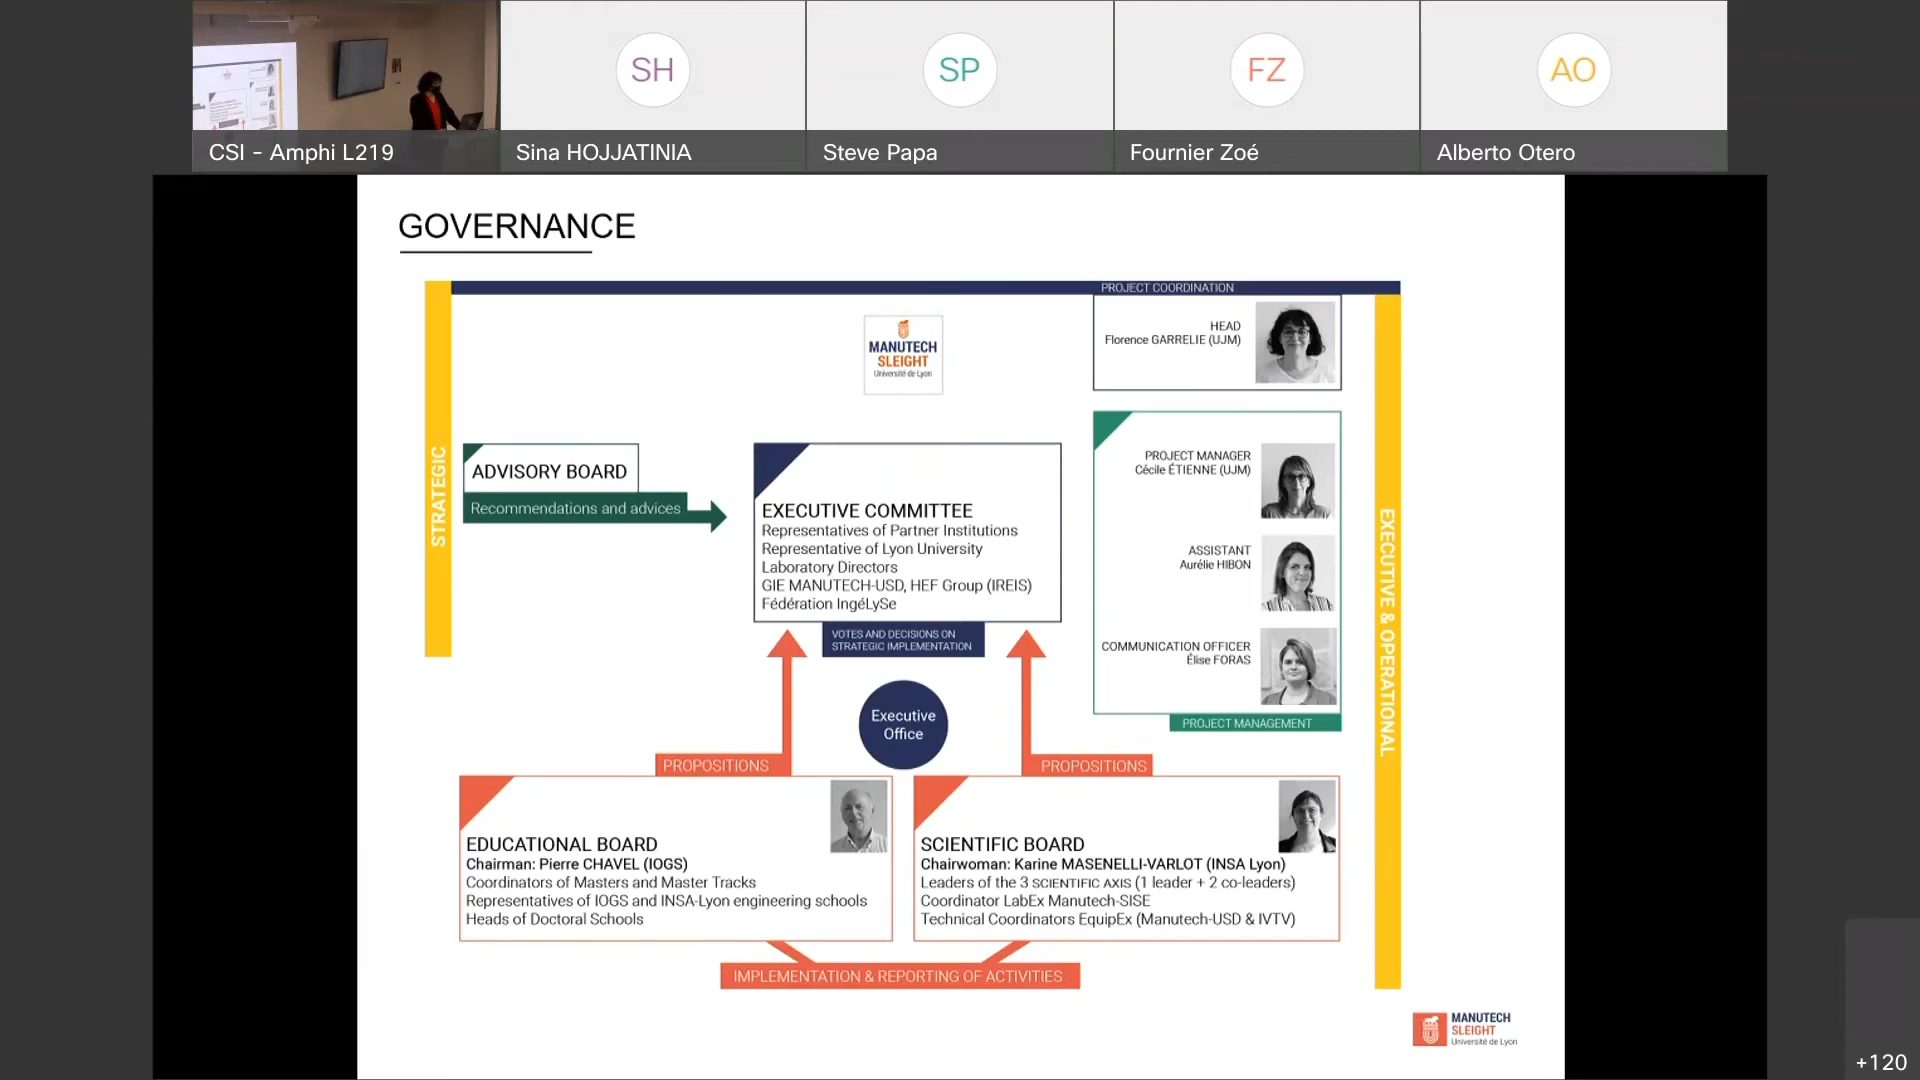 SH
SP
FZ
AO
CSI - Amphi L219
Sina HOJJATINIA
Steve Papa
Fournier Zoé
Alberto Otero
GOVERNANCE
PROJECT COORDINATION
HEAD
Florence GARRELIE (UJM)
MANUTECH
SLEIGHT
Université de Lyon
STRATEGIC
ADVISORY BOARD
Recommendations and advices
EXECUTIVE COMMITTEE
Representatives of Partner Institutions
Representative of Lyon University
Laboratory Directors
GIE MANUTECH-USD, HEF Group (IREIS)
Fédération IngéLySe
VOTES AND DECISIONS ON
STRATEGIC IMPLEMENTATION
PROJECT MANAGER
Cécile ÉTIENNE (UJM)
ASSISTANT
Aurélie HIBON
COMMUNICATION OFFICER
Élise FORAS
PROJECT MANAGEMENT
EXECUTIVE & OPERATIONAL
Executive
Office
PROPOSITIONS
PROPOSITIONS
EDUCATIONAL BOARD
Chairman: Pierre CHAVEL (IOGS)
Coordinators of Masters and Master Tracks
Representatives of IOGS and INSA-Lyon engineering schools
Heads of Doctoral Schools
SCIENTIFIC BOARD
Chairwoman: Karine MASENELLI-VARLOT (INSA Lyon)
Leaders of the 3 SCIENTIFIC AXIS (1 leader + 2 co-leaders)
Coordinator LabEx Manutech-SISE
Technical Coordinators EquipEx (Manutech-USD & IVTV)
IMPLEMENTATION & REPORTING OF ACTIVITIES
MANUTECH
SLEIGHT
Université de Lyon
+120